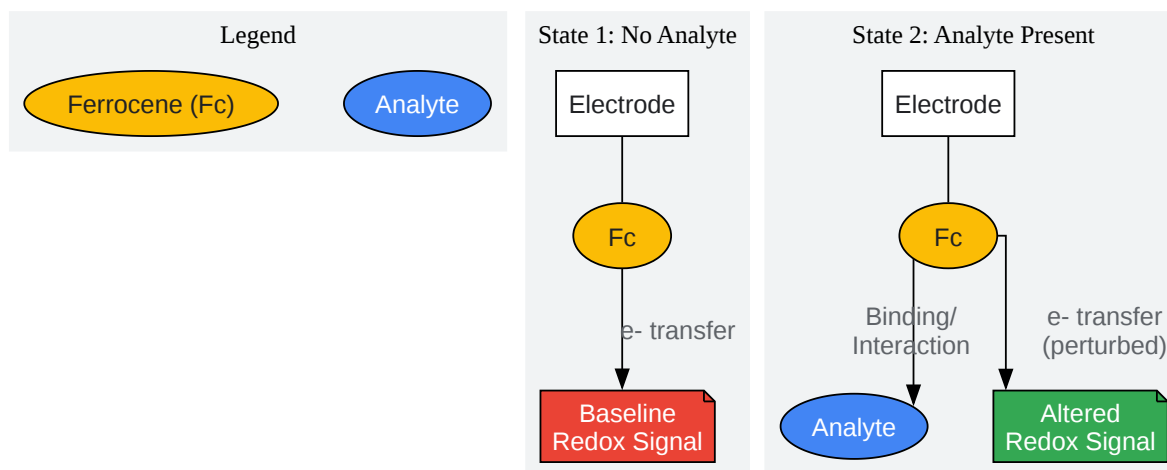 Legend
Ferrocene (Fc)
Analyte
State 1: No Analyte
Electrode
Fc
e- transfer
Baseline
Redox Signal
State 2: Analyte Present
Electrode
Fc
Binding/
Interaction
e- transfer
(perturbed)
Analyte
Altered
Redox Signal